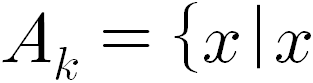 A_k = {x | x